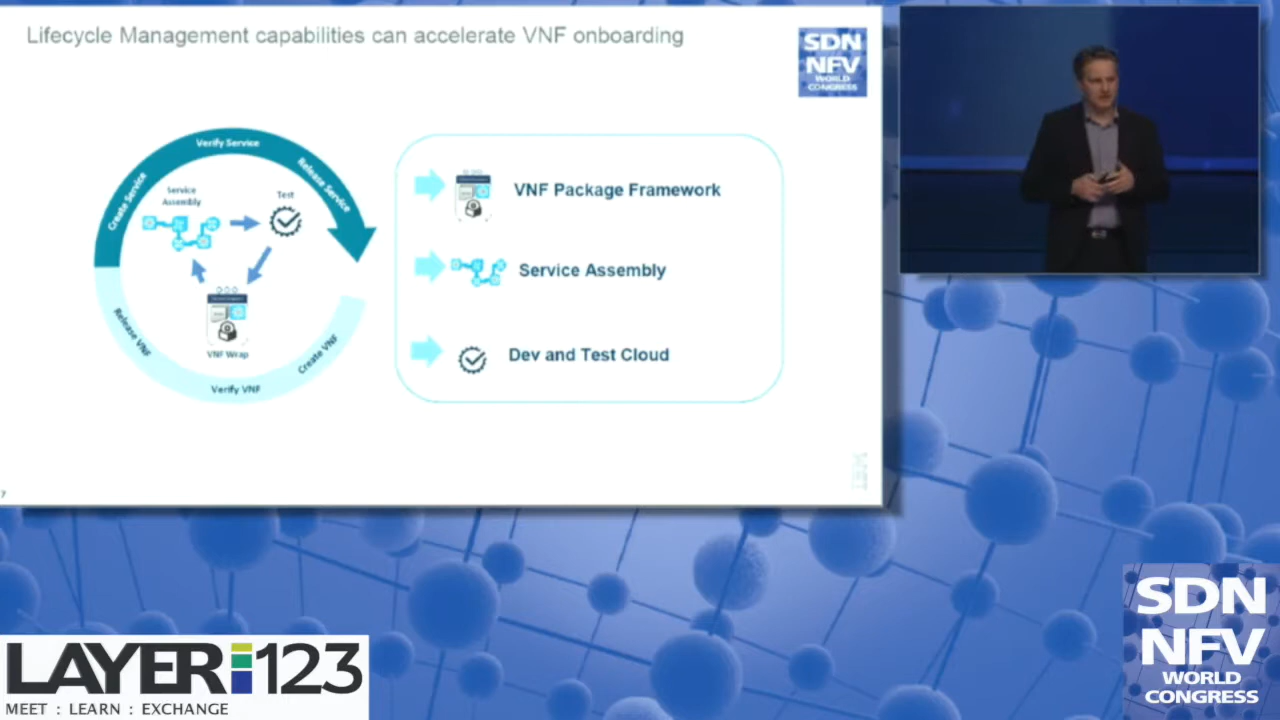 Lifecycle Management capabilities can accelerate VNF onboarding
SDN
NFV
WORLD
CONGRESS
Verify Service
Create Service
Release Service
Service
Assembly
Test
VNF Wrap
Release VNF
Verify VNF
Create VNF
VNF Package Framework
Service Assembly
Dev and Test Cloud
7
LAYER123
MEET : LEARN : EXCHANGE
SDN
NFV
WORLD
CONGRESS